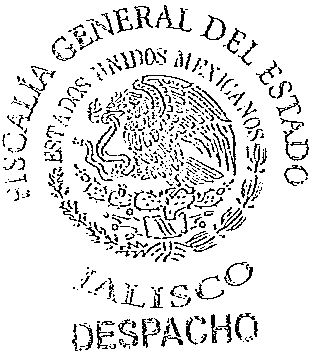 FISCALÍA GENERAL DEL ESTADO
ESTADOS UNIDOS MEXICANOS
JALISCO
DESPACHO